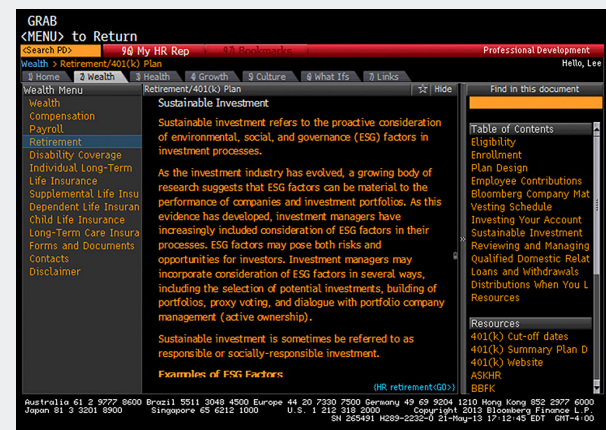 GRAB
<MENU> to Return
<Search PD> 96) My HR Rep 97) Bookmarks Professional Development
Wealth > Retirement/401(k) Plan Hello, Lee
1) Home 2) Wealth 3) Health 4) Growth 5) Culture 6) What Ifs 7) Links
Wealth Menu
Wealth
Compensation
Payroll
Retirement
Disability Coverage
Individual Long-Term
Life Insurance
Supplemental Life Insu
Dependent Life Insuran
Child Life Insurance
Long-Term Care Insura
Forms and Documents
Contacts
Disclaimer
Retirement/401(k) Plan Hide
Sustainable Investment
Sustainable investment refers to the proactive consideration
of environmental, social, and governance (ESG) factors in
investment processes.
As the investment industry has evolved, a growing body of
research suggests that ESG factors can be material to the
performance of companies and investment portfolios. As this
evidence has developed, investment managers have
increasingly included consideration of ESG factors in their
processes. ESG factors may pose both risks and
opportunities for investors. Investment managers may
incorporate consideration of ESG factors in several ways,
including the selection of potential investments, building of
portfolios, proxy voting, and dialogue with portfolio company
management (active ownership).
Sustainable investment is sometimes be referred to as
responsible or socially-responsible investment.
Examples of ESG Factors
{HR retirement<GO>}
Find in this document
Table of Contents
Eligibility
Enrollment
Plan Design
Employee Contributions
Bloomberg Company Mat
Vesting Schedule
Investing Your Account
Sustainable Investment
Reviewing and Managing
Qualified Domestic Relat
Loans and Withdrawals
Distributions When You L
Resources
Resources
401(k) Cut-off dates
401(k) Summary Plan D
401(k) Website
ASKHR
BBFK
Australia 61 2 9777 8600 Brazil 5511 3048 4500 Europe 44 20 7330 7500 Germany 49 69 9204 1210 Hong Kong 852 2977 6000
Japan 81 3 3201 8900 Singapore 65 6212 1000 U.S. 1 212 318 2000 Copyright 2013 Bloomberg Finance L.P.
SN 265491 H289-2232-0 21-May-13 17:12:45 EDT GMT-4:00